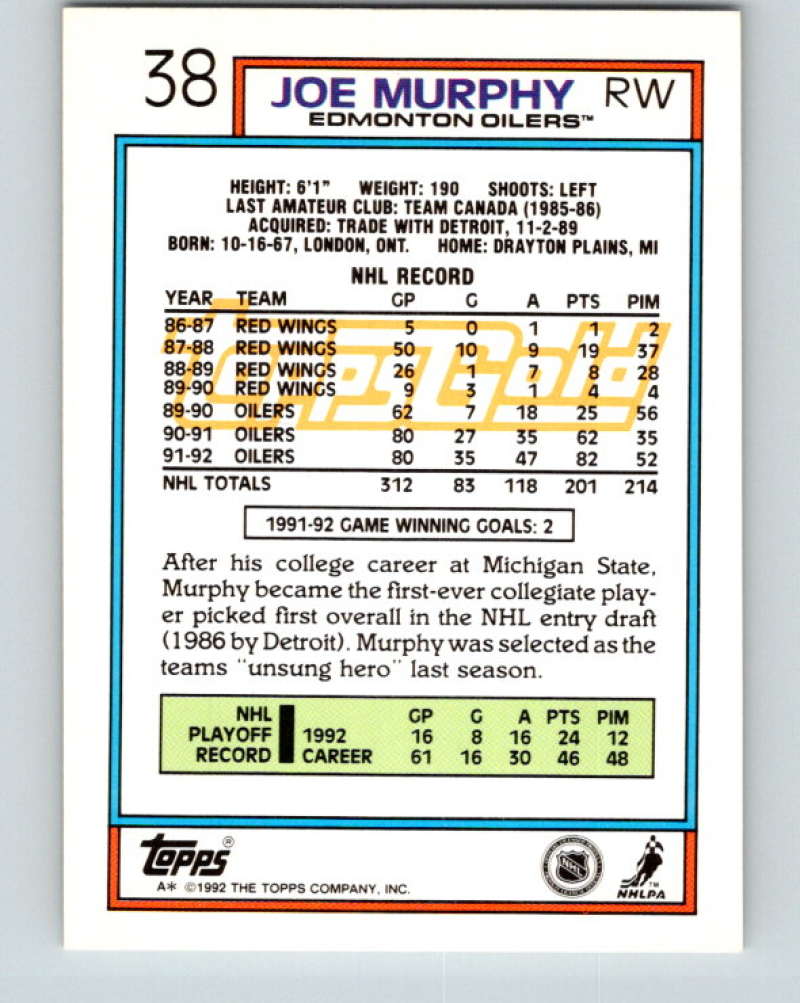 38 JOE MURPHY RW
EDMONTON OILERS™
HEIGHT: 6'1" WEIGHT: 190 SHOOTS: LEFT
LAST AMATEUR CLUB: TEAM CANADA (1985-86)
ACQUIRED: TRADE WITH DETROIT, 11-2-89
BORN: 10-16-67, LONDON, ONT. HOME: DRAYTON PLAINS, MI
NHL RECORD
YEAR TEAM GP G A PTS PIM
86-87 RED WINGS 5 0 1 1 2
87-88 RED WINGS 50 10 9 19 37
88-89 RED WINGS 26 1 7 8 28
89-90 RED WINGS 9 3 1 4 4
89-90 OILERS 62 7 18 25 56
90-91 OILERS 80 27 35 62 35
91-92 OILERS 80 35 47 82 52
NHL TOTALS 312 83 118 201 214
ToppsGold
1991-92 GAME WINNING GOALS: 2
After his college career at Michigan State,
Murphy became the first-ever collegiate play-
er picked first overall in the NHL entry draft
(1986 by Detroit). Murphy was selected as the
teams "unsung hero" last season.
NHL GP G A PTS PIM
PLAYOFF 1992 16 8 16 24 12
RECORD CAREER 61 16 30 46 48
TOPPS®
A* ©1992 THE TOPPS COMPANY, INC.
NHL
™
NHLPA